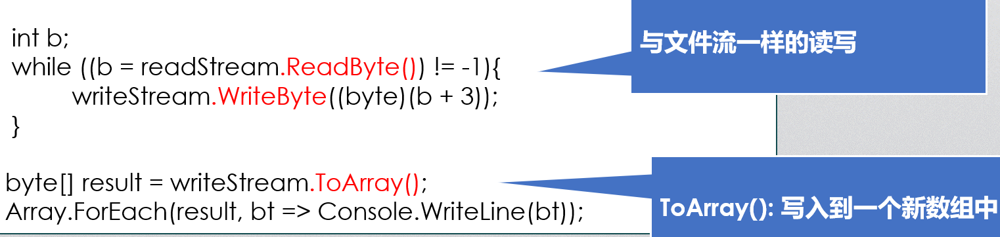 int b;
while ((b = readStream.ReadByte()) != -1){
writeStream.WriteByte((byte)(b + 3));
}
与文件流一样的读写
byte[] result = writeStream.ToArray();
Array.ForEach(result, bt => Console.WriteLine(bt));
ToArray(): 写入到一个新数组中